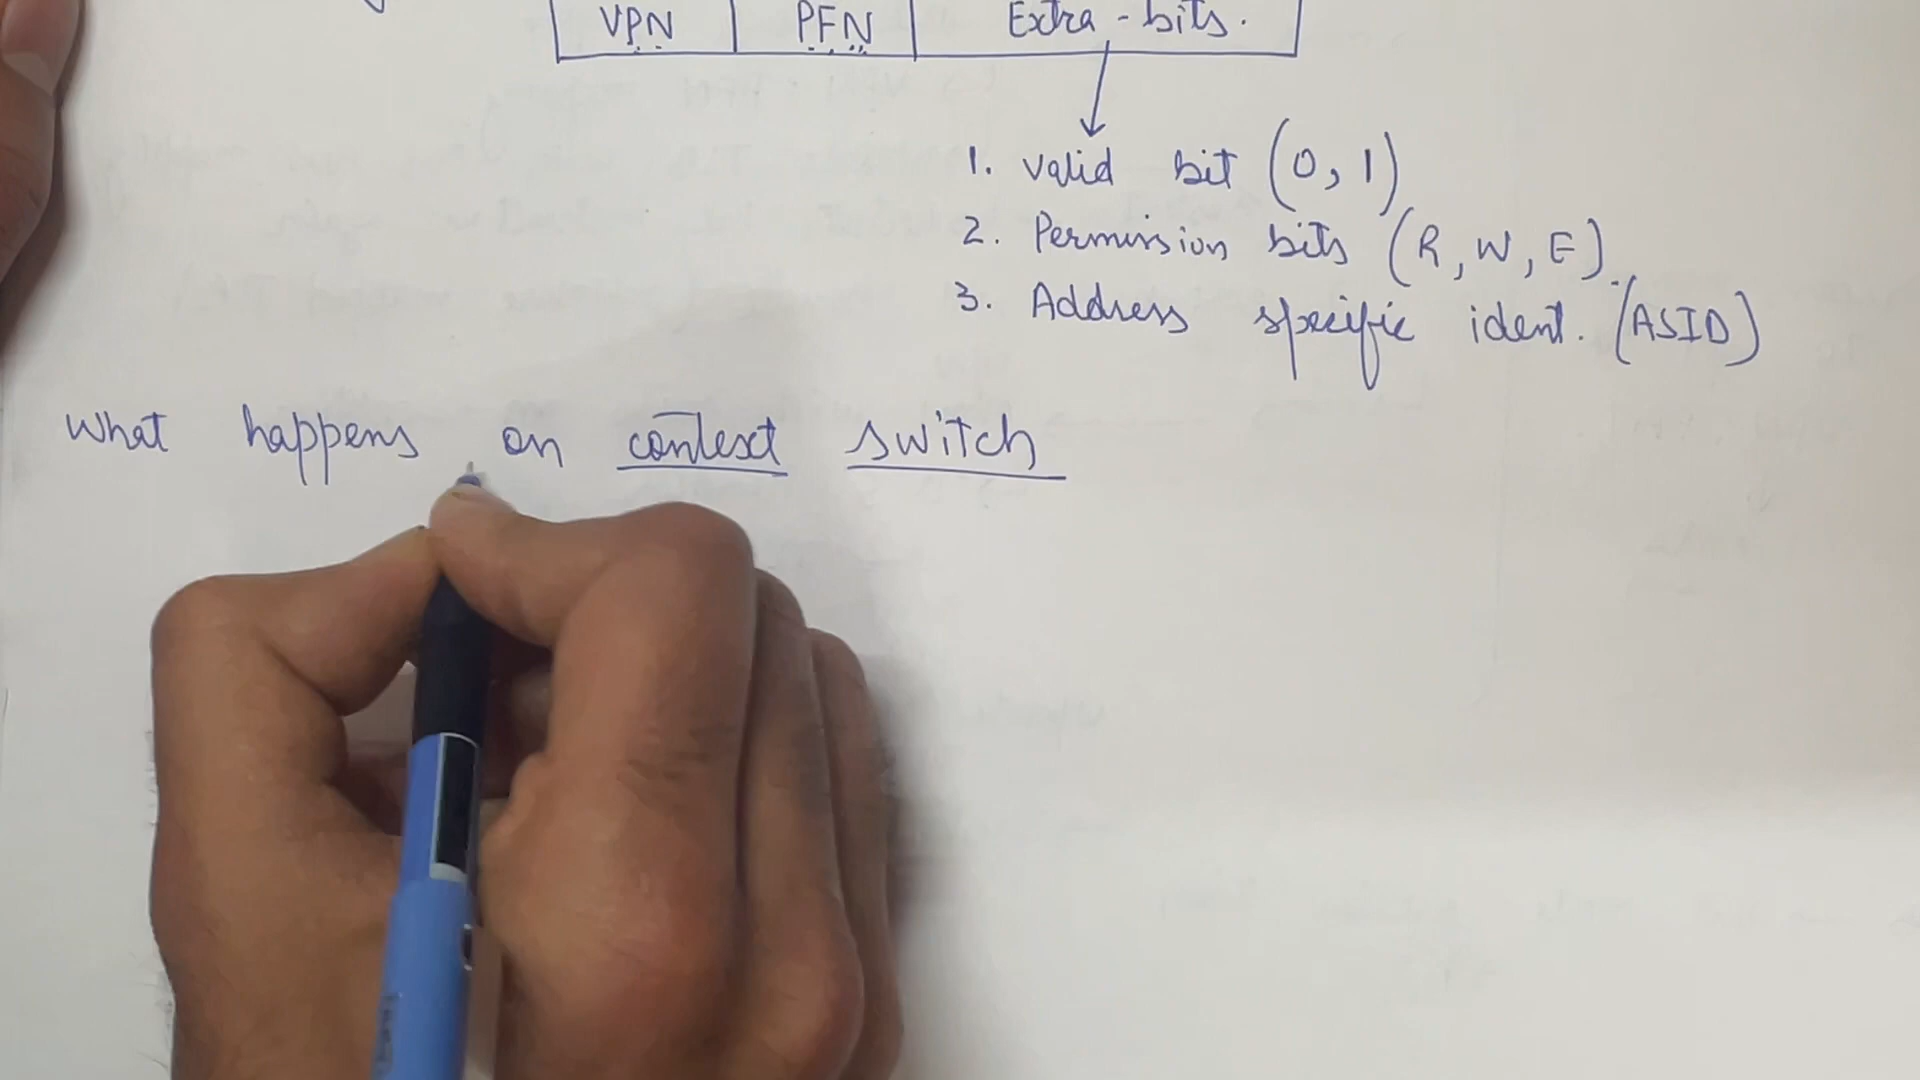 VPN PFN Extra-bits.
1. Valid bit (0, 1)
2. Permission bits (R, W, E).
3. Address specific ident. (ASID)
What happens on context switch